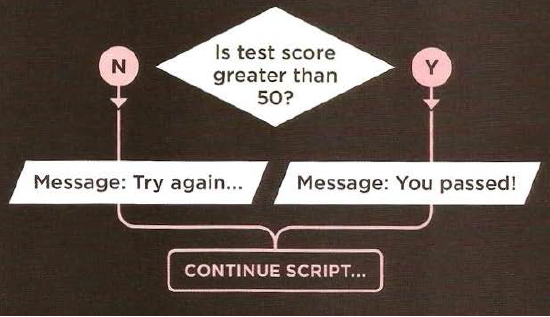 Is test score
greater than
50?
N
Y
Message: Try again...
Message: You passed!
CONTINUE SCRIPT...